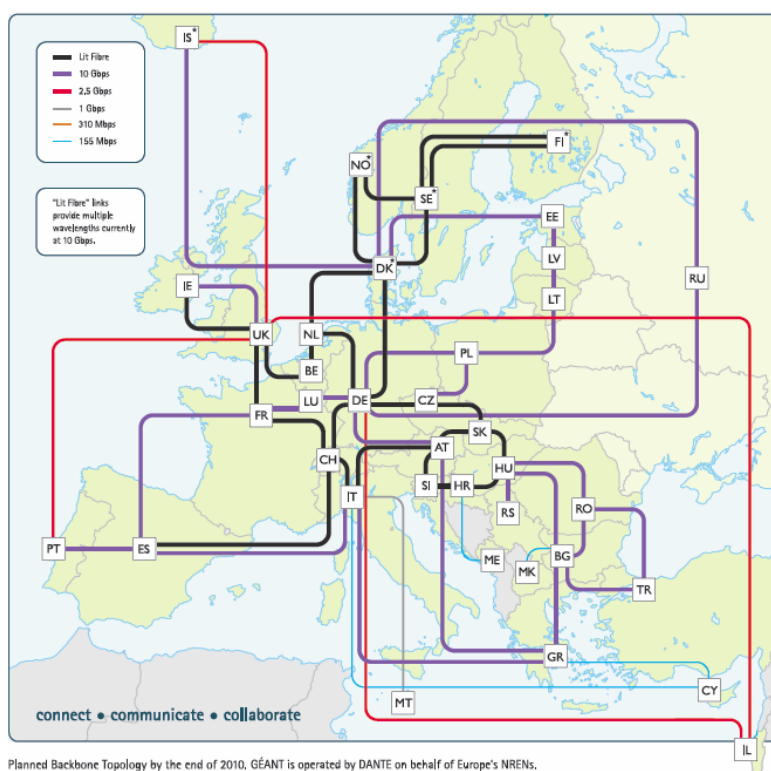 IS*
Lit Fibre
10 Gbps
2.5 Gbps
1 Gbps
310 Mbps
155 Mbps
"Lit Fibre" links
provide multiple
wavelengths currently
at 10 Gbps.
NO*
FI*
SE*
EE
DK*
LV
RU
IE
LT
UK
NL
PL
BE
LU
DE
CZ
FR
SK
AT
CH
HU
SI
HR
IT
RS
RO
PT
ES
ME
MK
BG
TR
GR
CY
MT
connect • communicate • collaborate
IL
Planned Backbone Topology by the end of 2010. GÉANT is operated by DANTE on behalf of Europe's NRENs.